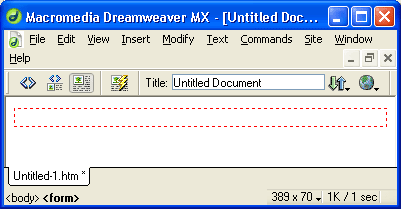 Macromedia Dreamweaver MX - [Untitled Doc...
File Edit View Insert Modify Text Commands Site Window
Help
Title: Untitled Document
Untitled-1.htm *
<body> <form> 389 x 70 1K / 1 sec